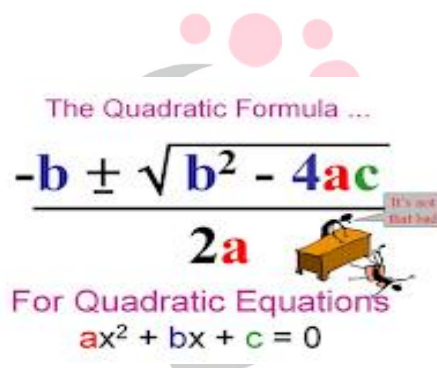 The Quadratic Formula ...
-b ± √ b² - 4ac
2a
It's not
that bad
For Quadratic Equations
ax² + bx + c = 0